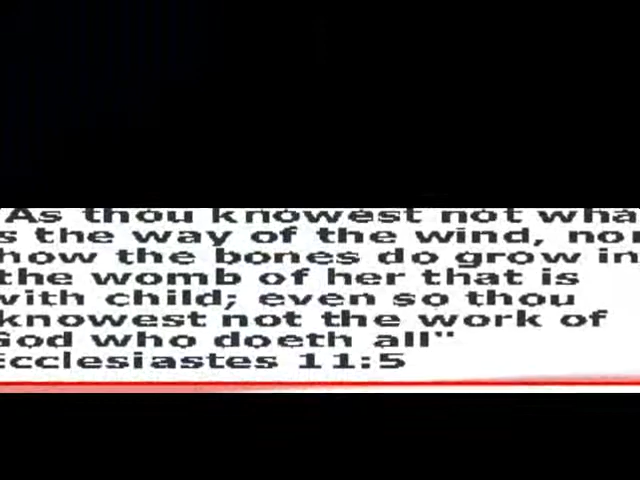 "As thou knowest not wha
s the way of the wind, nor
how the bones do grow in
the womb of her that is
with child; even so thou
knowest not the work of
God who doeth all"
Ecclesiastes 11:5